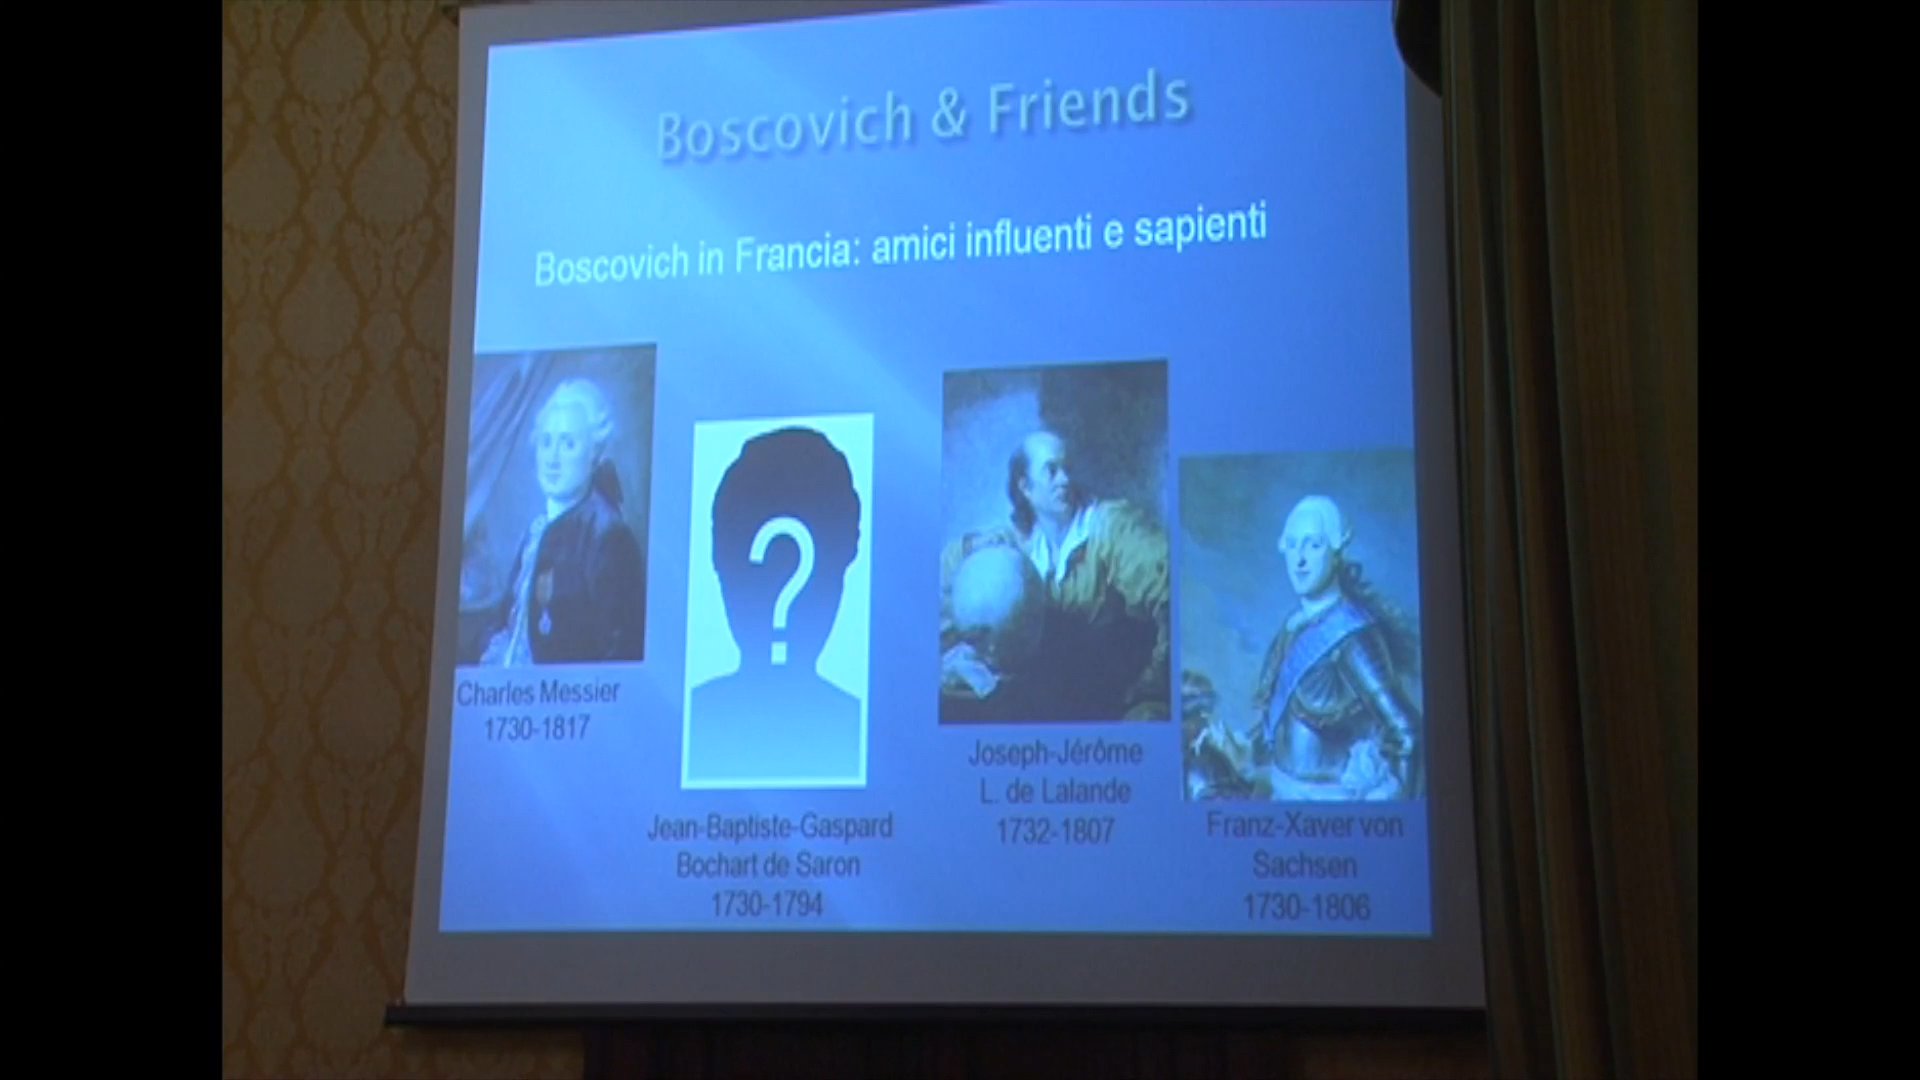 Boscovich & Friends
Boscovich in Francia: amici influenti e sapienti
Charles Messier
1730-1817
?
Jean-Baptiste-Gaspard
Bochart de Saron
1730-1794
Joseph-Jérôme
L. de Lalande
1732-1807
Franz-Xaver von
Sachsen
1730-1806